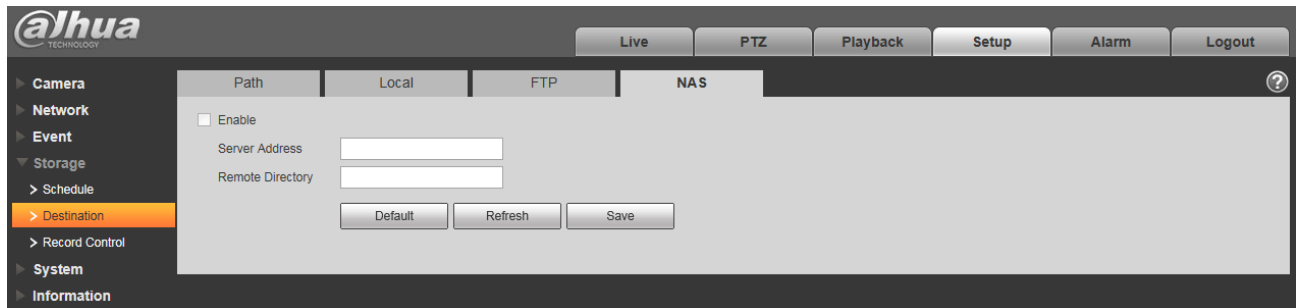 alhua
TECHNOLOGY
Live PTZ Playback Setup Alarm Logout
Camera
Network
Event
Storage
> Schedule
> Destination
> Record Control
System
Information
Path Local FTP NAS
?
Enable
Server Address
Remote Directory
Default Refresh Save